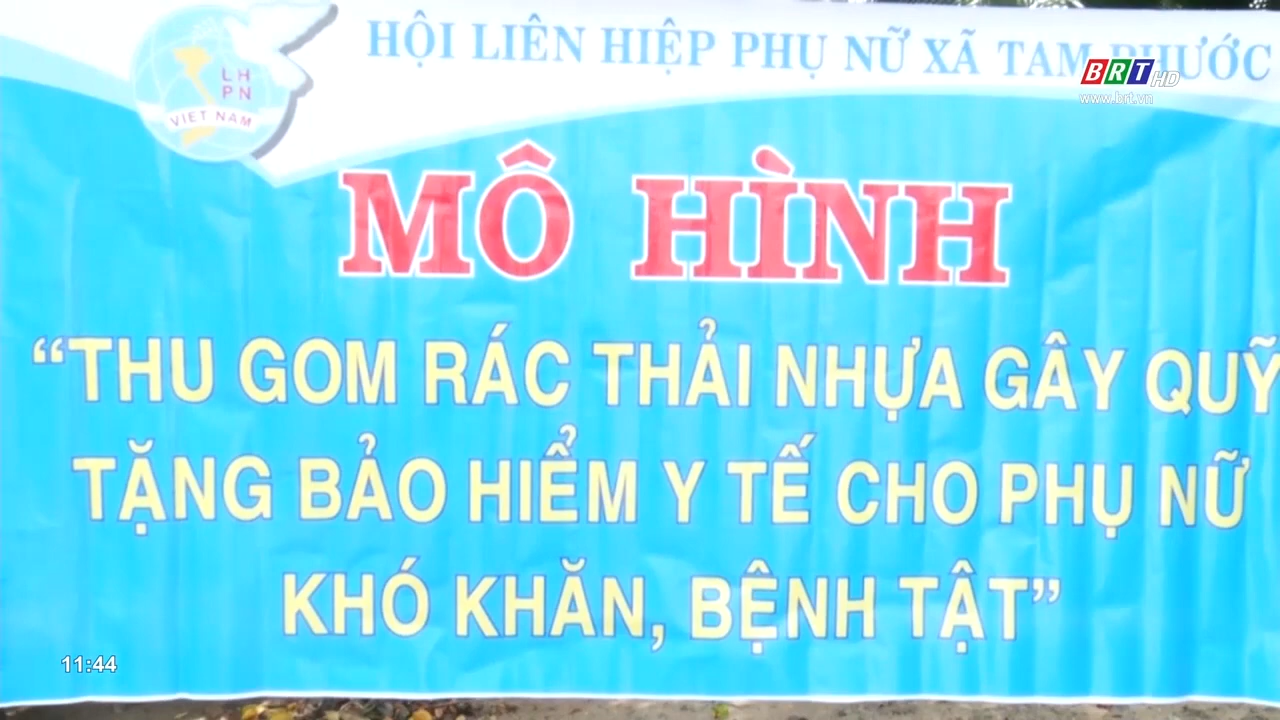 HỘI LIÊN HIỆP PHỤ NỮ XÃ TAM PHƯỚC
BRT HD
www.brt.vn
LH
PN
VIET NAM
MÔ HÌNH
“THU GOM RÁC THẢI NHỰA GÂY QUỸ
TẶNG BẢO HIỂM Y TẾ CHO PHỤ NỮ
KHÓ KHĂN, BỆNH TẬT”
11:44